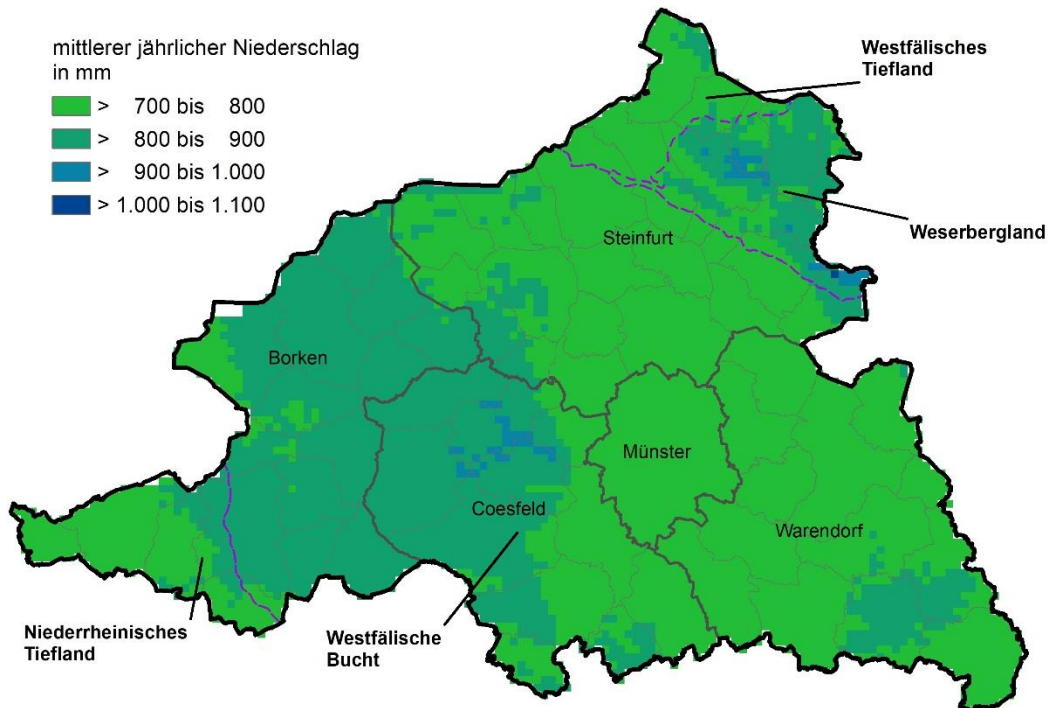 mittlerer jährlicher Niederschlag
in mm
> 700 bis 800
> 800 bis 900
> 900 bis 1.000
> 1.000 bis 1.100
Westfälisches
Tiefland
Weserbergland
Steinfurt
Borken
Münster
Coesfeld
Warendorf
Niederrheinisches
Tiefland
Westfälische
Bucht